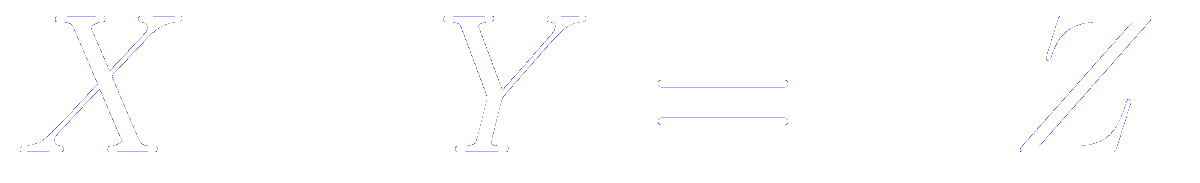 X Y = Z